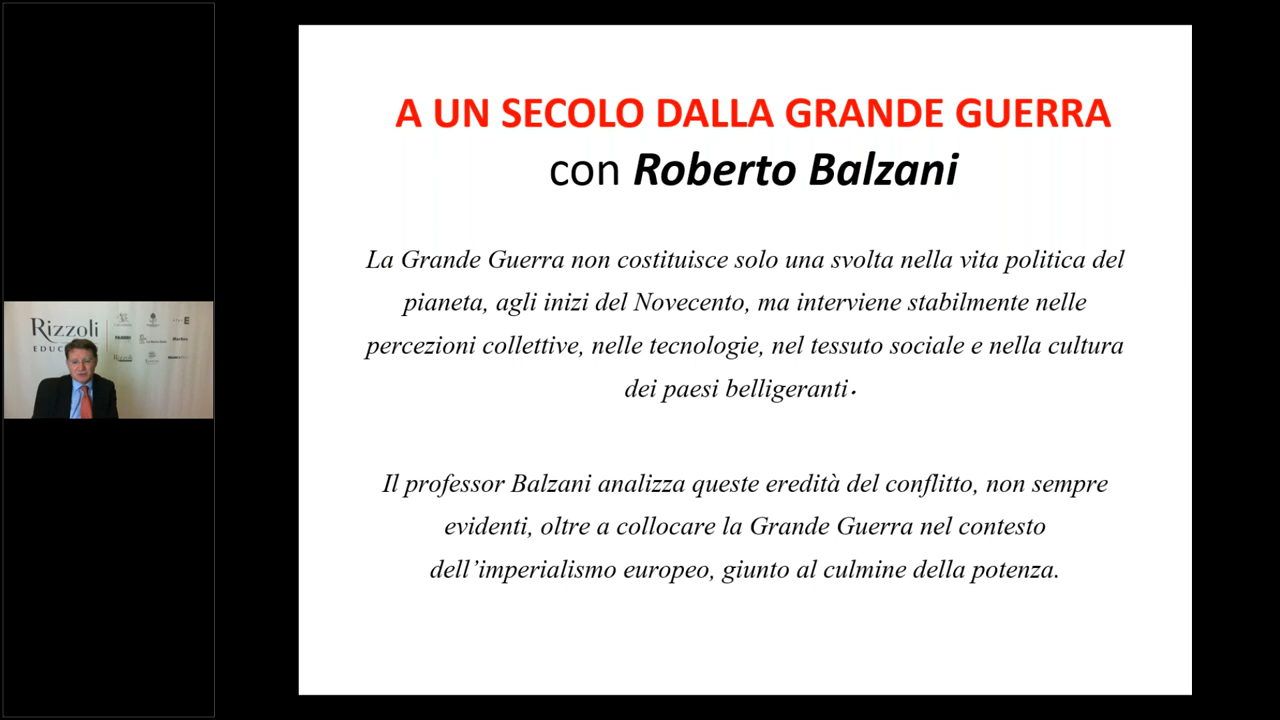 A UN SECOLO DALLA GRANDE GUERRA
con Roberto Balzani
La Grande Guerra non costituisce solo una svolta nella vita politica del
pianeta, agli inizi del Novecento, ma interviene stabilmente nelle
percezioni collettive, nelle tecnologie, nel tessuto sociale e nella cultura
dei paesi belligeranti.
Il professor Balzani analizza queste eredità del conflitto, non sempre
evidenti, oltre a collocare la Grande Guerra nel contesto
dell’imperialismo europeo, giunto al culmine della potenza.
Rizzoli
EDUC